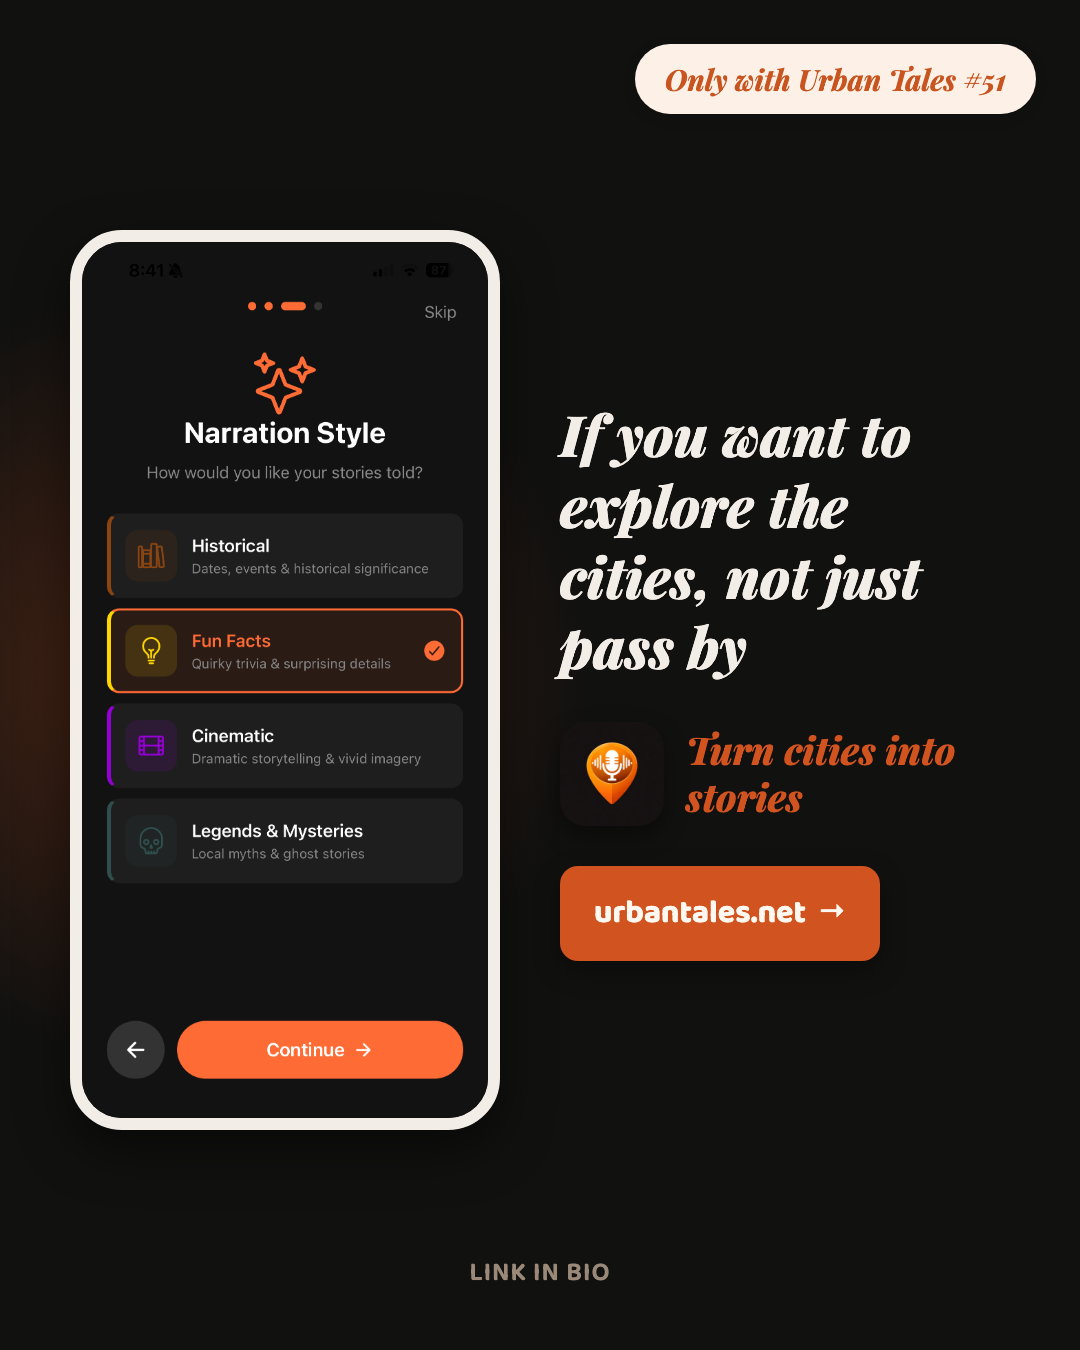 Only with Urban Tales #51
8:41
87
Skip
Narration Style
How would you like your stories told?
Historical
Dates, events & historical significance
Fun Facts
Quirky trivia & surprising details
Cinematic
Dramatic storytelling & vivid imagery
Legends & Mysteries
Local myths & ghost stories
Continue →
If you want to
explore the
cities, not just
pass by
Turn cities into
stories
urbantales.net →
LINK IN BIO